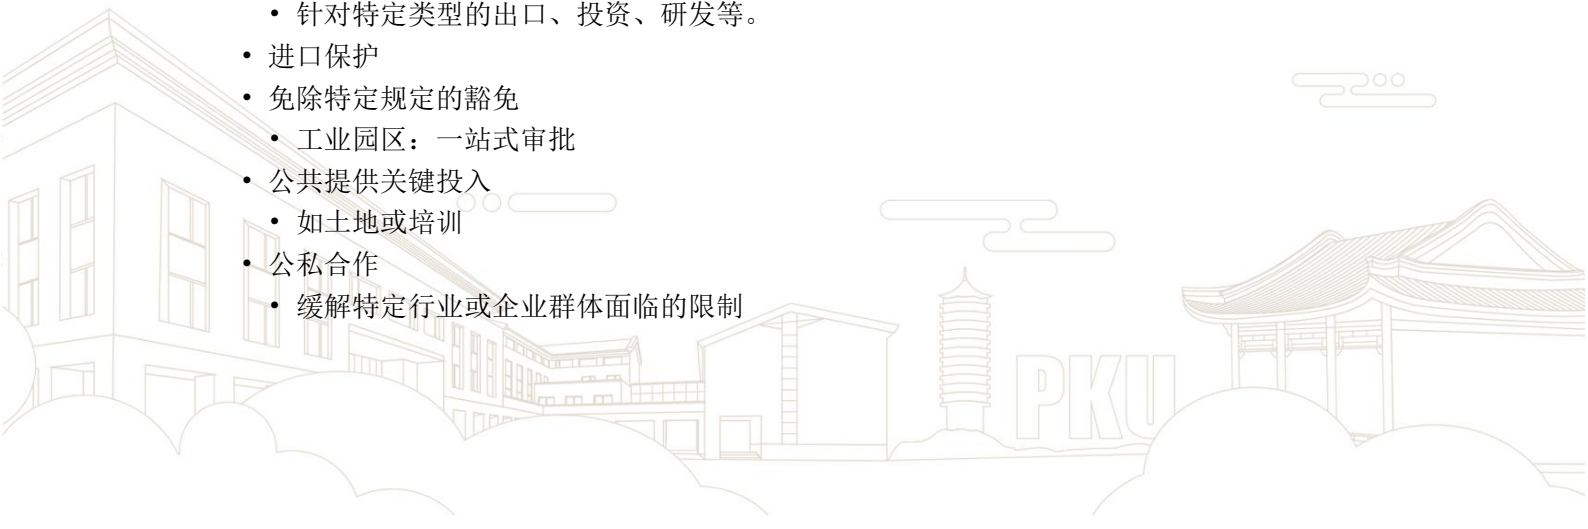 • 针对特定类型的出口、投资、研发等。
• 进口保护
• 免除特定规定的豁免
• 工业园区：一站式审批
• 公共提供关键投入
• 如土地或培训
• 公私合作
• 缓解特定行业或企业群体面临的限制
PKU